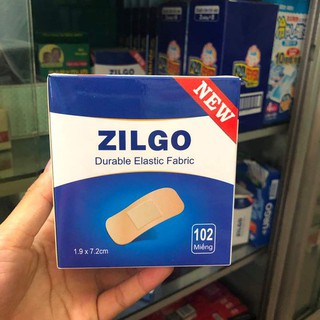 NEW
ZILGO
Durable Elastic Fabric
1.9 x 7.2cm
102
Miếng